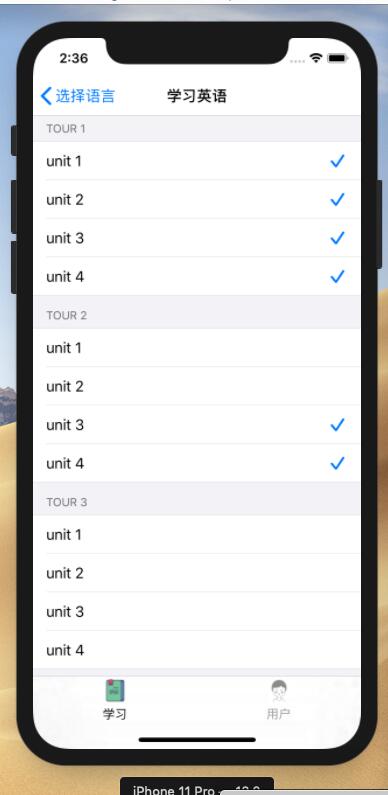 2:36
选择语言 学习英语
TOUR 1
unit 1
unit 2
unit 3
unit 4
TOUR 2
unit 1
unit 2
unit 3
unit 4
TOUR 3
unit 1
unit 2
unit 3
unit 4
学习 用户
iPhone 11 Pro